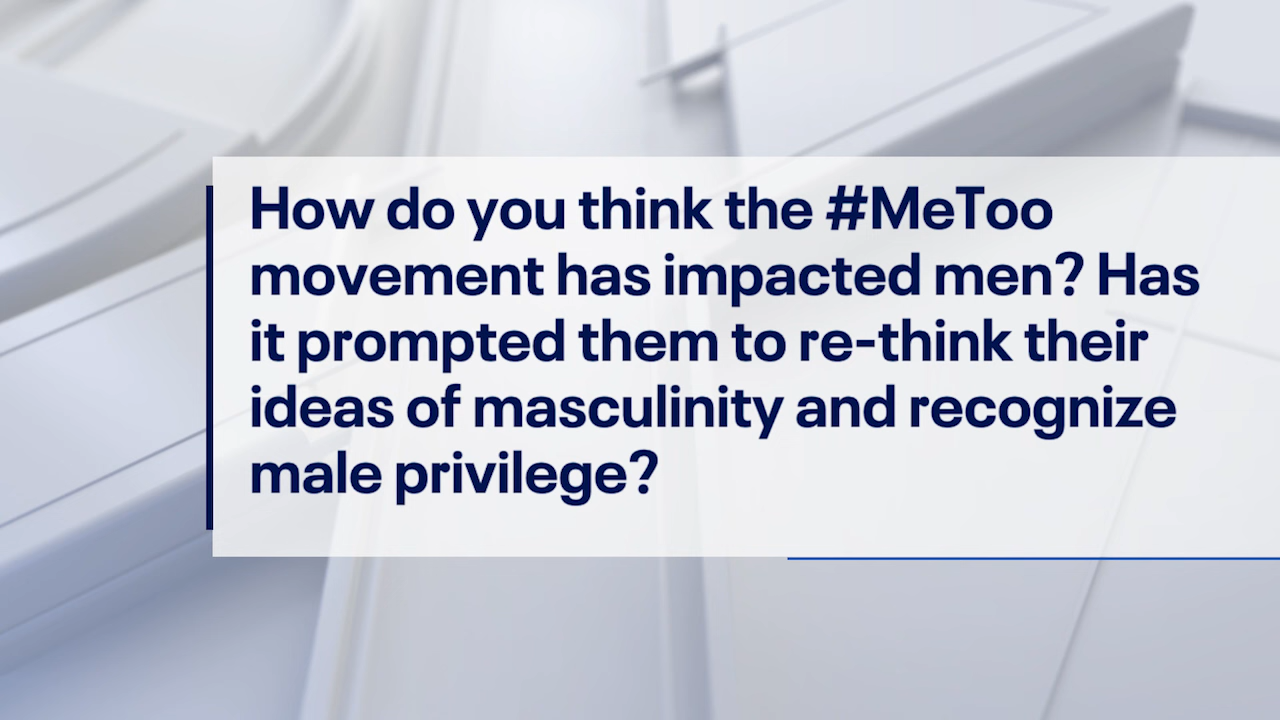 How do you think the #MeToo
movement has impacted men? Has
it prompted them to re-think their
ideas of masculinity and recognize
male privilege?